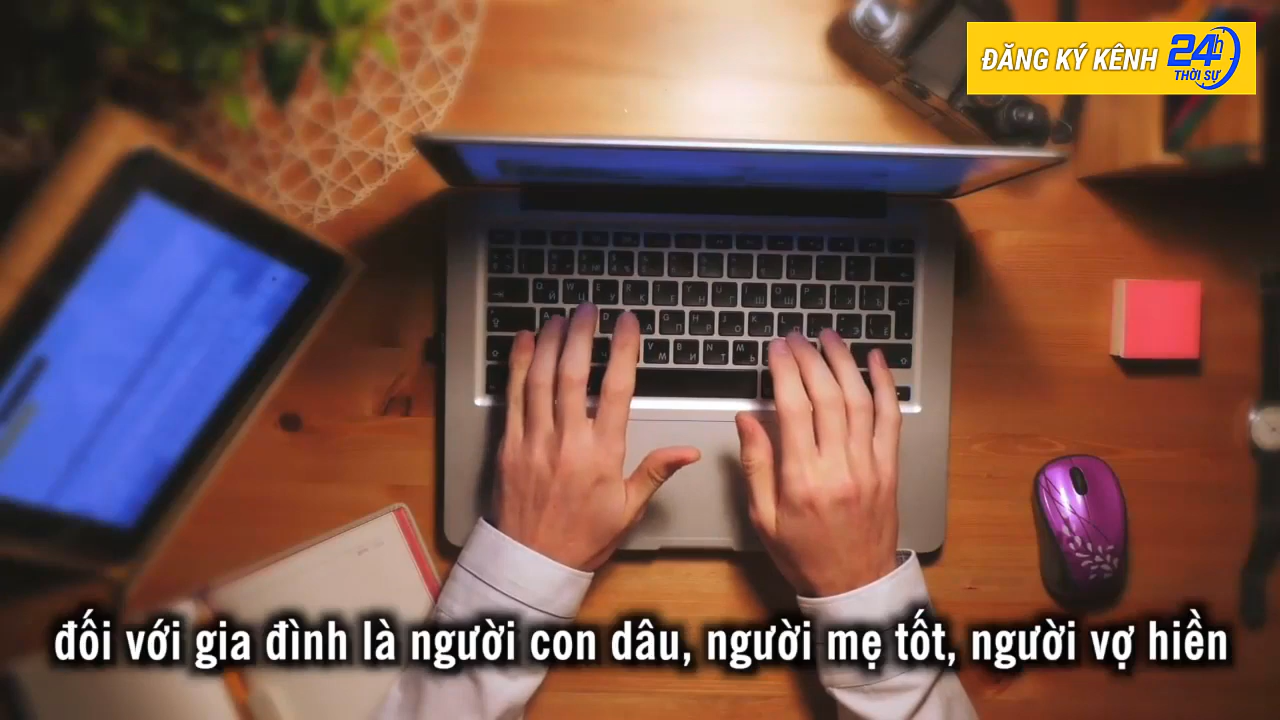 ĐĂNG KÝ KÊNH 24h
THỜI SỰ
đối với gia đình là người con dâu, người mẹ tốt, người vợ hiền